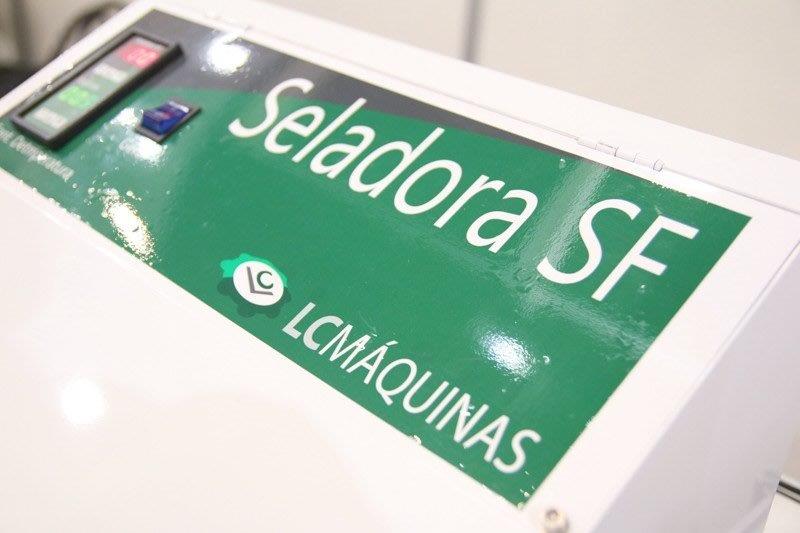 Seladora SF
LC
LCMÁQUINAS